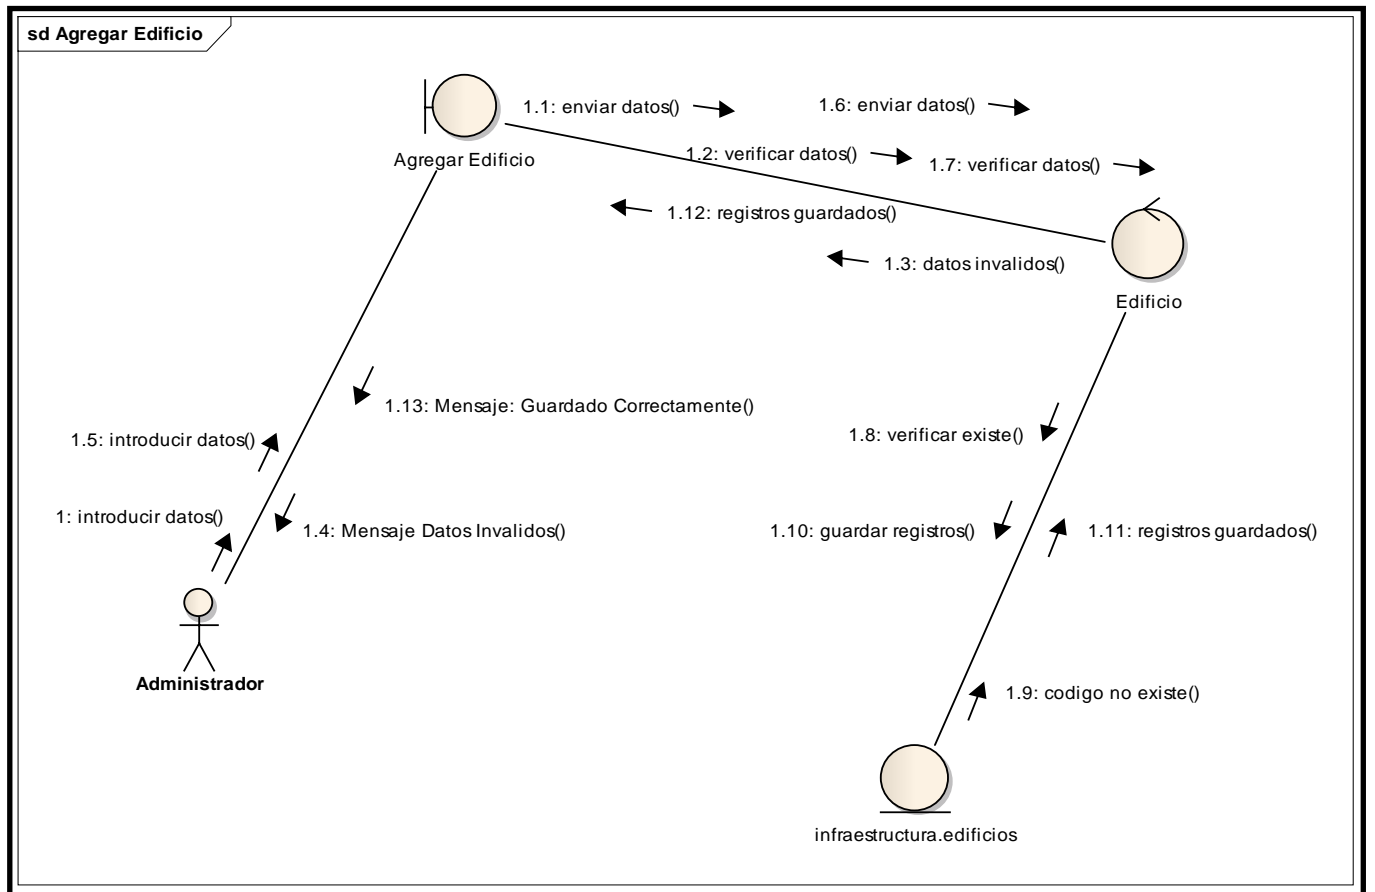 sd Agregar Edificio
1.1: enviar datos()
1.6: enviar datos()
Agregar Edificio
1.2: verificar datos()
1.7: verificar datos()
1.12: registros guardados()
1.3: datos invalidos()
Edificio
1.13: Mensaje: Guardado Correctamente()
1.5: introducir datos()
1.8: verificar existe()
1: introducir datos()
1.4: Mensaje Datos Invalidos()
1.10: guardar registros()
1.11: registros guardados()
Administrador
1.9: codigo no existe()
infraestructura.edificios